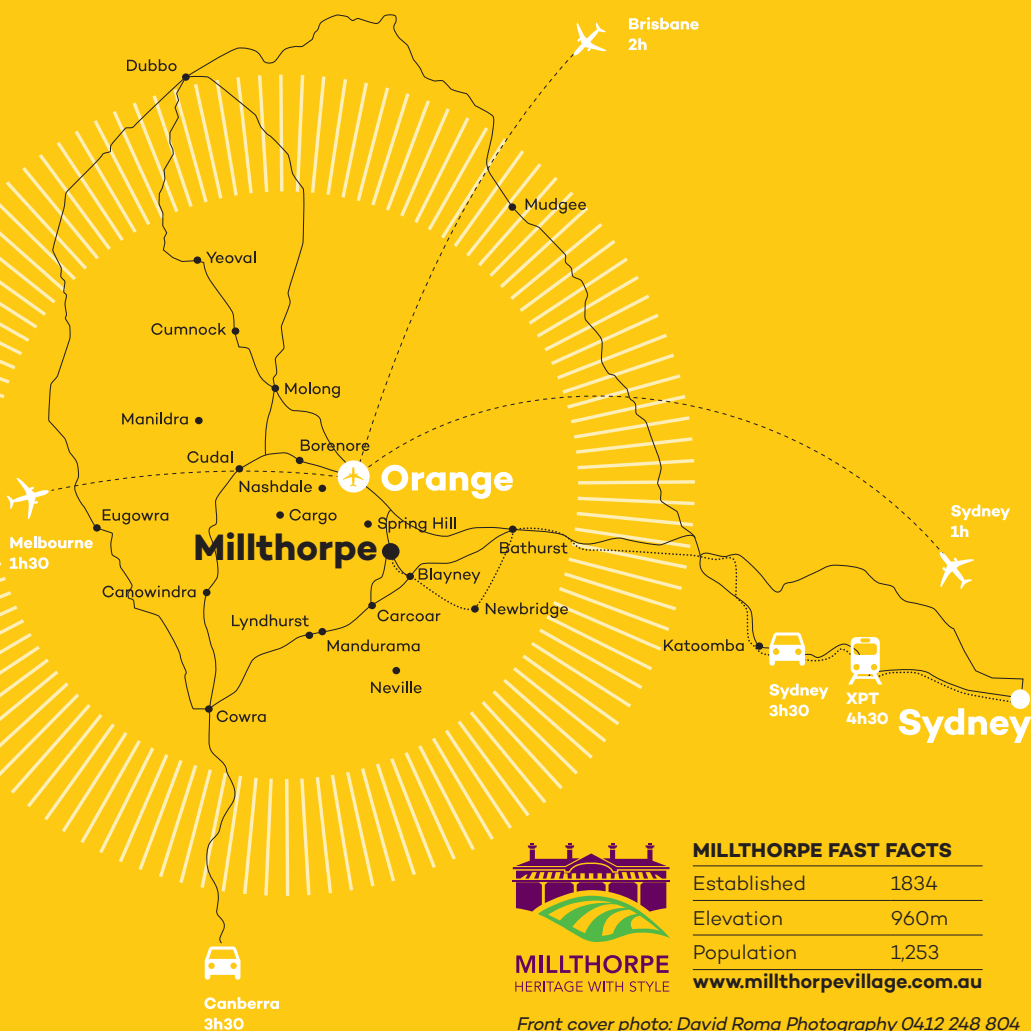 Brisbane
2h
Dubbo
Mudgee
Yeoval
Cumnock
Molong
Manildra
Borenore
Cudal
Orange
Nashdale
Eugowra
Cargo
Spring Hill
Sydney
1h
Melbourne
1h30
Millthorpe
Bathurst
Blayney
Canowindra
Newbridge
Carcoar
Lyndhurst
Mandurama
Katoomba
Neville
Sydney
3h30
XPT
4h30
Sydney
Cowra
Canberra
3h30
MILLTHORPE
HERITAGE WITH STYLE
MILLTHORPE FAST FACTS
Established 1834
Elevation 960m
Population 1,253
www.millthorpevillage.com.au
Front cover photo: David Roma Photography 0412 248 804